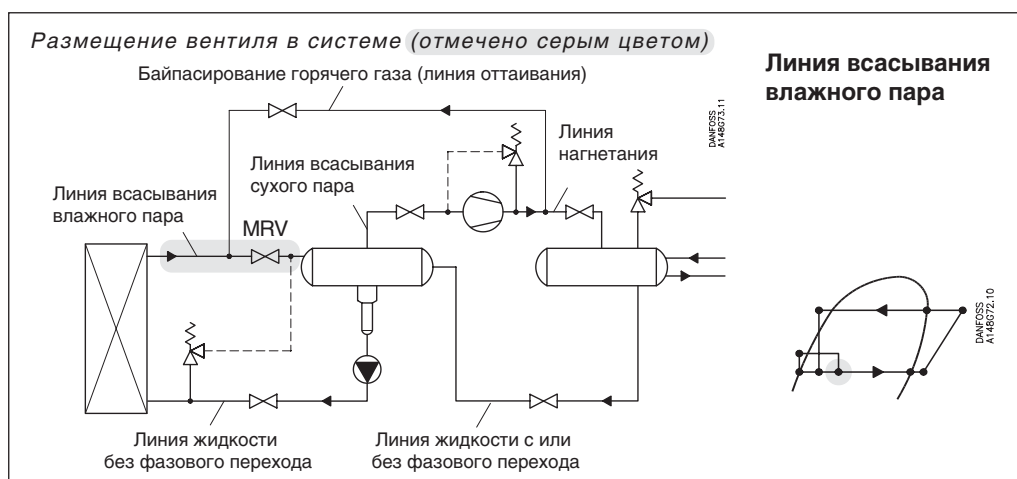 Размещение вентиля в системе (отмечено серым цветом)
Линия всасывания
влажного пара
Байпасирование горячего газа (линия оттаивания)
DANFOSS
A148G73.11
Линия
нагнетания
Линия всасывания
сухого пара
Линия всасывания
влажного пара
MRV
DANFOSS
A148G72.10
Линия жидкости
без фазового перехода
Линия жидкости с или
без фазового перехода